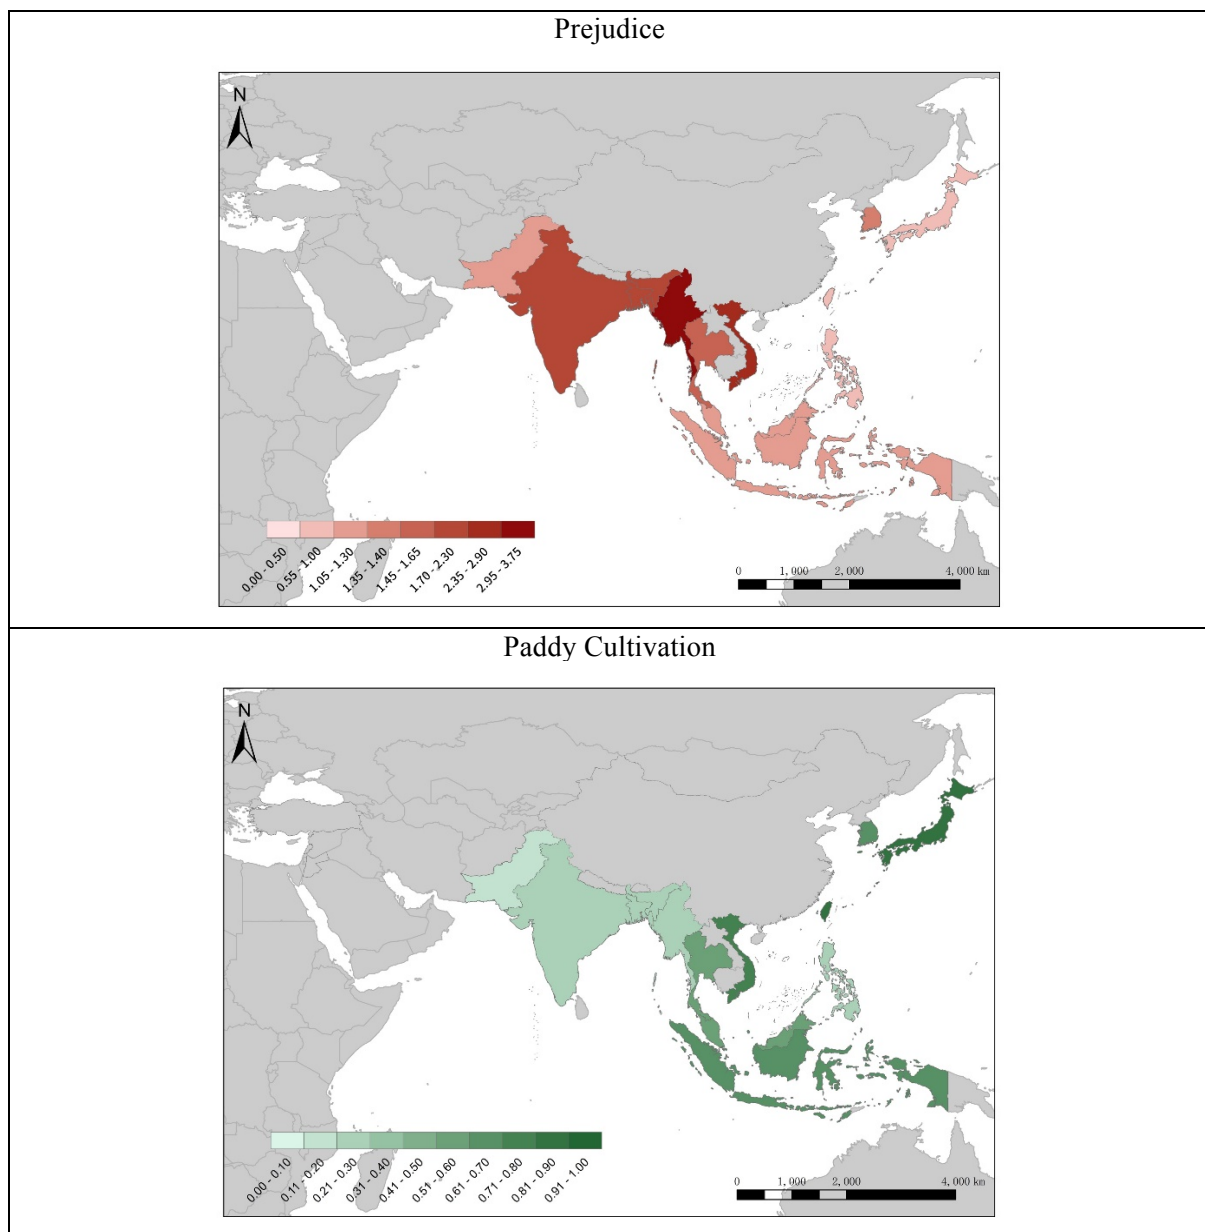 Prejudice
N
0.00 - 0.50
0.55 - 1.00
1.05 - 1.30
1.35 - 1.40
1.45 - 1.65
1.70 - 2.30
2.35 - 2.90
2.95 - 3.75
0 1,000 2,000 4,000 km
Paddy Cultivation
N
0.00 - 0.10
0.11 - 0.20
0.21 - 0.30
0.31 - 0.40
0.41 - 0.50
0.51 - 0.60
0.61 - 0.70
0.71 - 0.80
0.81 - 0.90
0.91 - 1.00
0 1,000 2,000 4,000 km